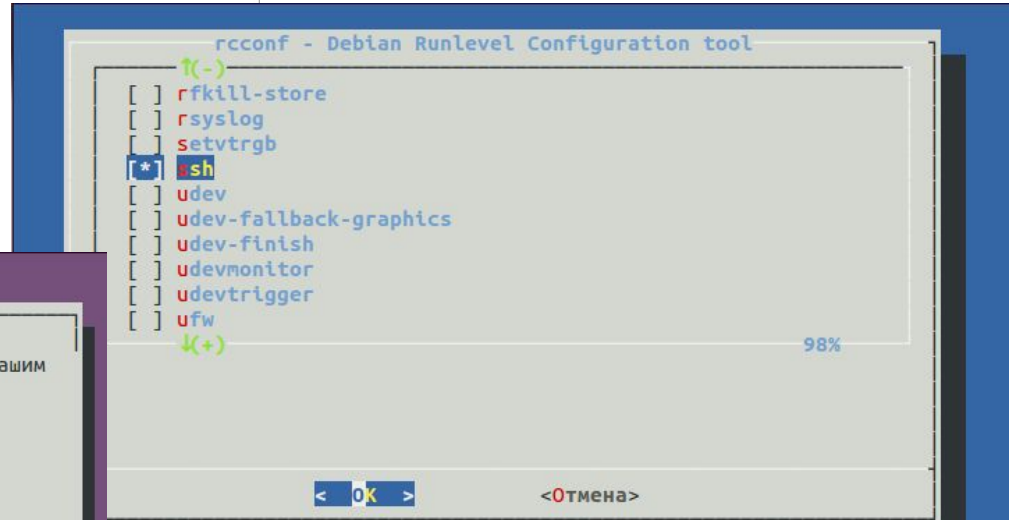 rcconf - Debian Runlevel Configuration tool
↑(-)
[ ] rfkill-store
[ ] rsyslog
[ ] setvtrgb
[*] ssh
[ ] udev
[ ] udev-fallback-graphics
[ ] udev-finish
[ ] udevmonitor
[ ] udevtrigger
[ ] ufw
↓(+) 98%
ашим
< OK > <Отмена>